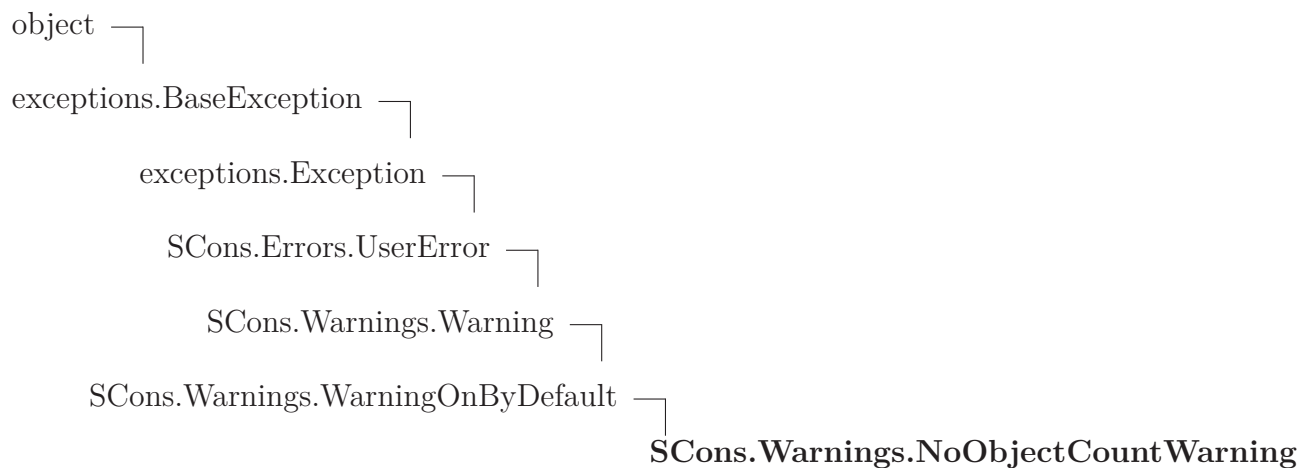 object
exceptions.BaseException
exceptions.Exception
SCons.Errors.UserError
SCons.Warnings.Warning
SCons.Warnings.WarningOnByDefault
SCons.Warnings.NoObjectCountWarning